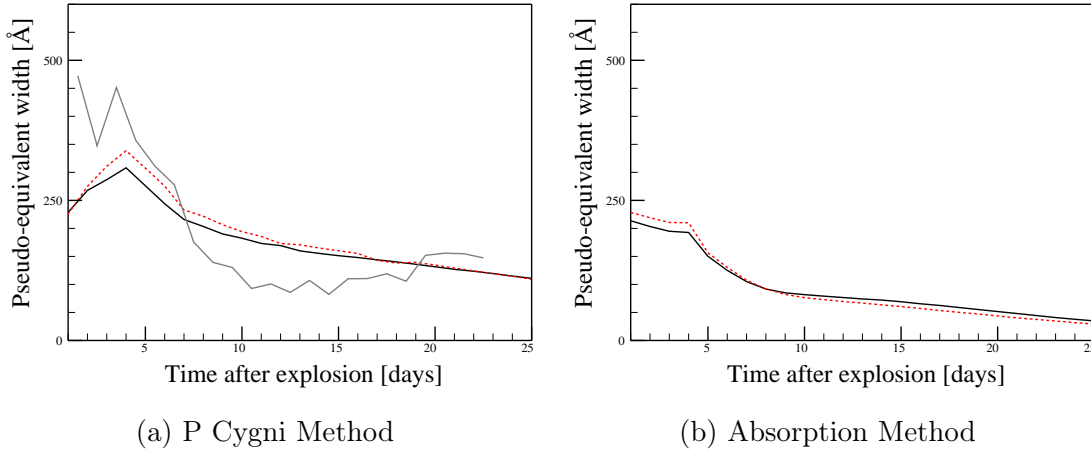 Pseudo-equivalent width [Å]
500
250
0
5
10
15
20
25
Time after explosion [days]
(a) P Cygni Method
Pseudo-equivalent width [Å]
500
250
0
5
10
15
20
25
Time after explosion [days]
(b) Absorption Method